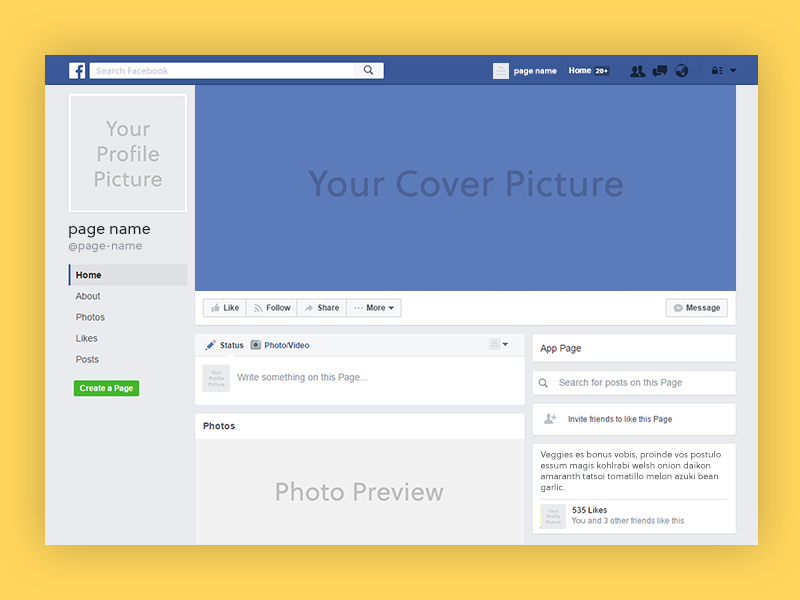 f
Search Facebook
page name
Home 20+
Your
Profile
Picture
page name
@page-name
Home
About
Photos
Likes
Posts
Create a Page
Your Cover Picture
Like
Follow
Share
More
Message
Status
Photo/Video
Your
Profile
Picture
Write something on this Page...
Photos
Photo Preview
App Page
Search for posts on this Page
Invite friends to like this Page
Veggies es bonus vobis, proinde vos postulo
essum magis kohlrabi welsh onion daikon
amaranth tatsoi tomatillo melon azuki bean
garlic.
Your
Profile
Picture
535 Likes
You and 3 other friends like this